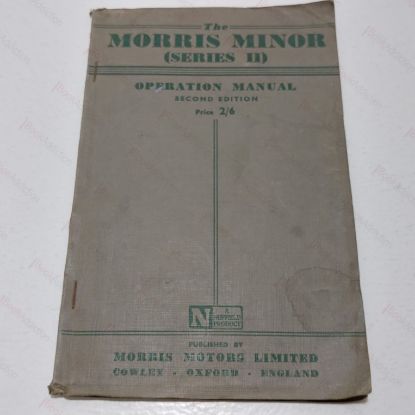 The
MORRIS MINOR
(SERIES II)
OPERATION MANUAL
SECOND EDITION
Price 2/6
N
A
NUFFIELD
PRODUCT
PUBLISHED BY
MORRIS MOTORS LIMITED
COWLEY · OXFORD · ENGLAND